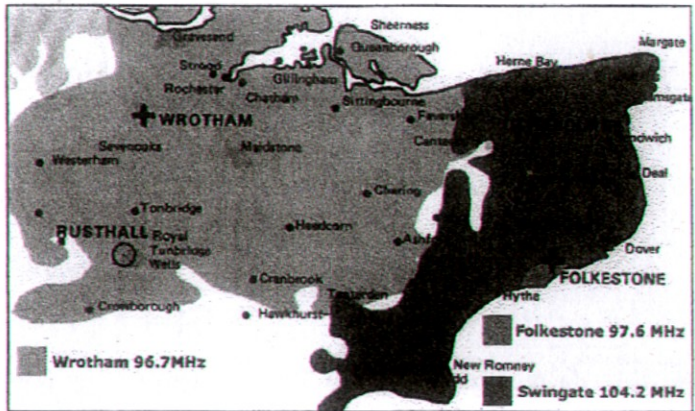 Sheerness
Gravesend
Queenborough
Margate
Strood
Herne Bay
Gillingham
Rochester
Chatham
Sittingbourne
WROTHAM
Sevenoaks
Maidstone
Westerham
Deal
Charing
Tonbridge
RUSTHALL
Royal
Tunbridge
Wells
Headcorn
Dover
FOLKESTONE
Cranbrook
Hythe
Crowborough
Hawkhurst
Folkestone 97.6 MHz
Wrotham 96.7MHz
New Romney
Swingate 104.2 MHz